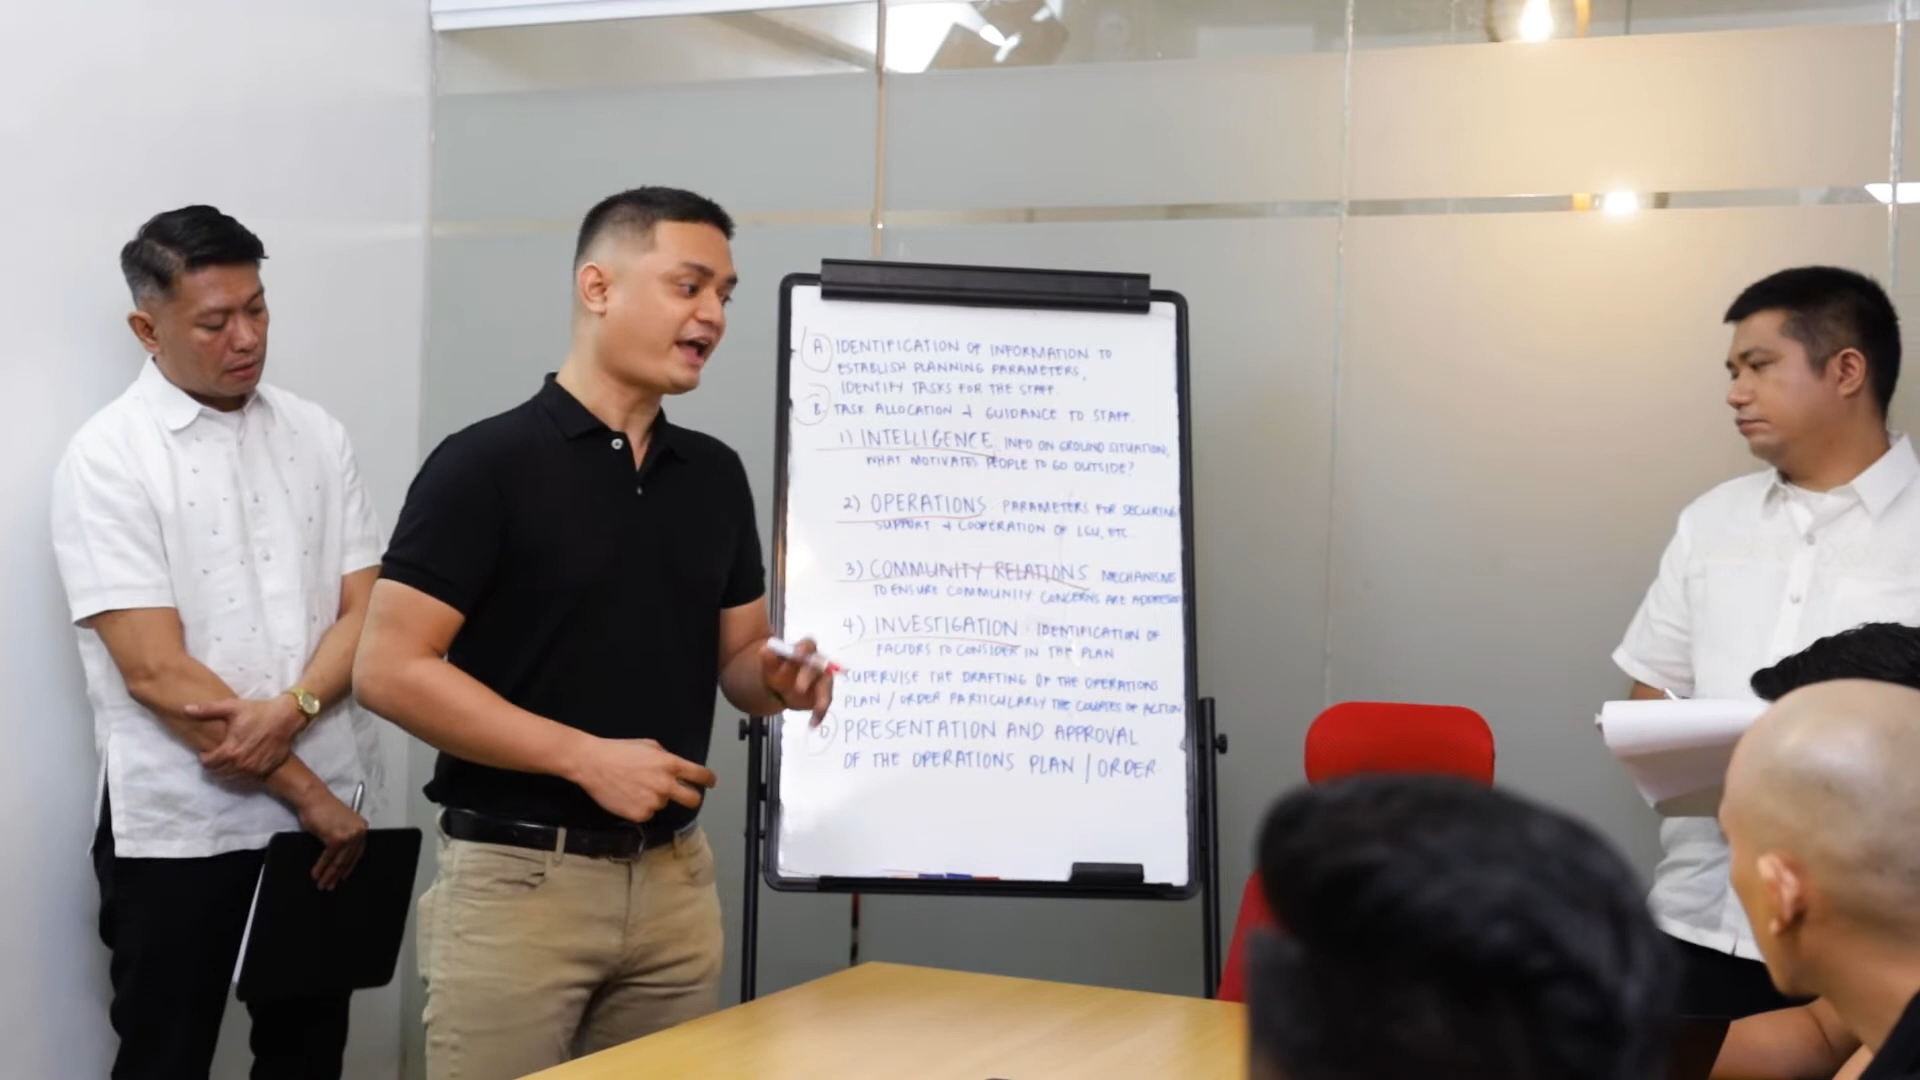 A IDENTIFICATION OF INFORMATION TO
ESTABLISH PLANNING PARAMETERS,
IDENTIFY TASKS FOR THE STAFF.
B. TASK ALLOCATION & GUIDANCE TO STAFF.
1) INTELLIGENCE INFO ON GROUND SITUATION,
WHAT MOTIVATES PEOPLE TO GO OUTSIDE?
2) OPERATIONS - PARAMETERS FOR SECURING
SUPPORT & COOPERATION OF LGU, ETC.
3) COMMUNITY RELATIONS MECHANISMS
TO ENSURE COMMUNITY CONCERNS ARE ADDRESSED
4) INVESTIGATION - IDENTIFICATION OF
FACTORS TO CONSIDER IN THE PLAN
SUPERVISE THE DRAFTING OF THE OPERATIONS
PLAN / ORDER PARTICULARLY THE COURSES OF ACTION
D) PRESENTATION AND APPROVAL
OF THE OPERATIONS PLAN / ORDER